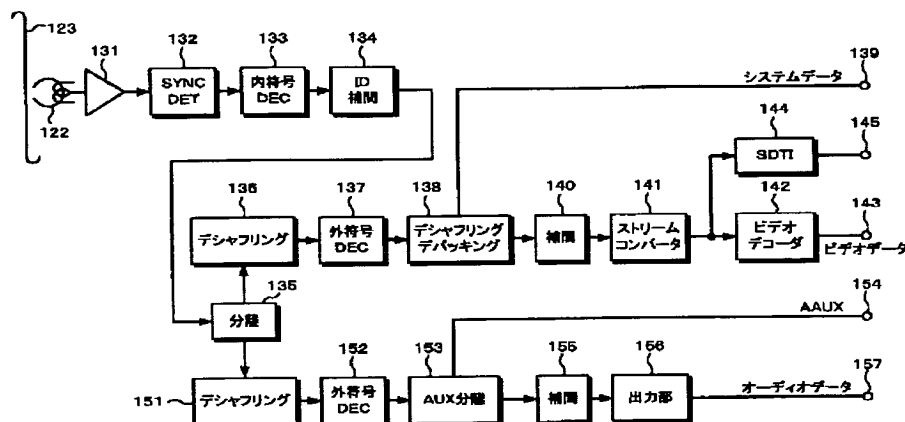 123
131
132
133
134
SYNC
DET
内符号
DEC
ID
補間
122
システムデータ
139
144
SDTI
145
136
137
138
140
141
142
143
デシャフリング
外符号
DEC
デシャフリング
デパッキング
補間
ストリーム
コンバータ
ビデオ
デコーダ
ビデオデータ
135
分離
AAUX
154
152
153
155
156
157
151
デシャフリング
外符号
DEC
AUX分離
補間
出力部
オーディオデータ